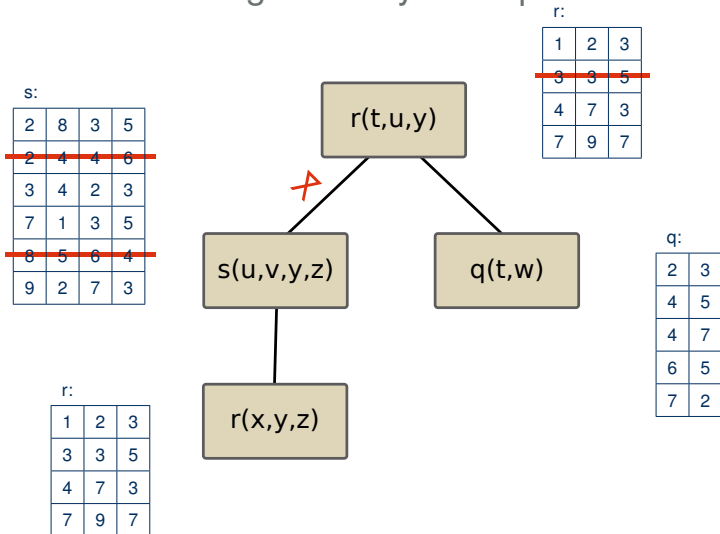 r:
1 2 3
3 3 5
4 7 3
7 9 7
s:
2 8 3 5
2 4 4 6
3 4 2 3
7 1 3 5
8 5 6 4
9 2 7 3
r(t,u,y)
s(u,v,y,z)
q(t,w)
q:
2 3
4 5
4 7
6 5
7 2
r(x,y,z)
r:
1 2 3
3 3 5
4 7 3
7 9 7